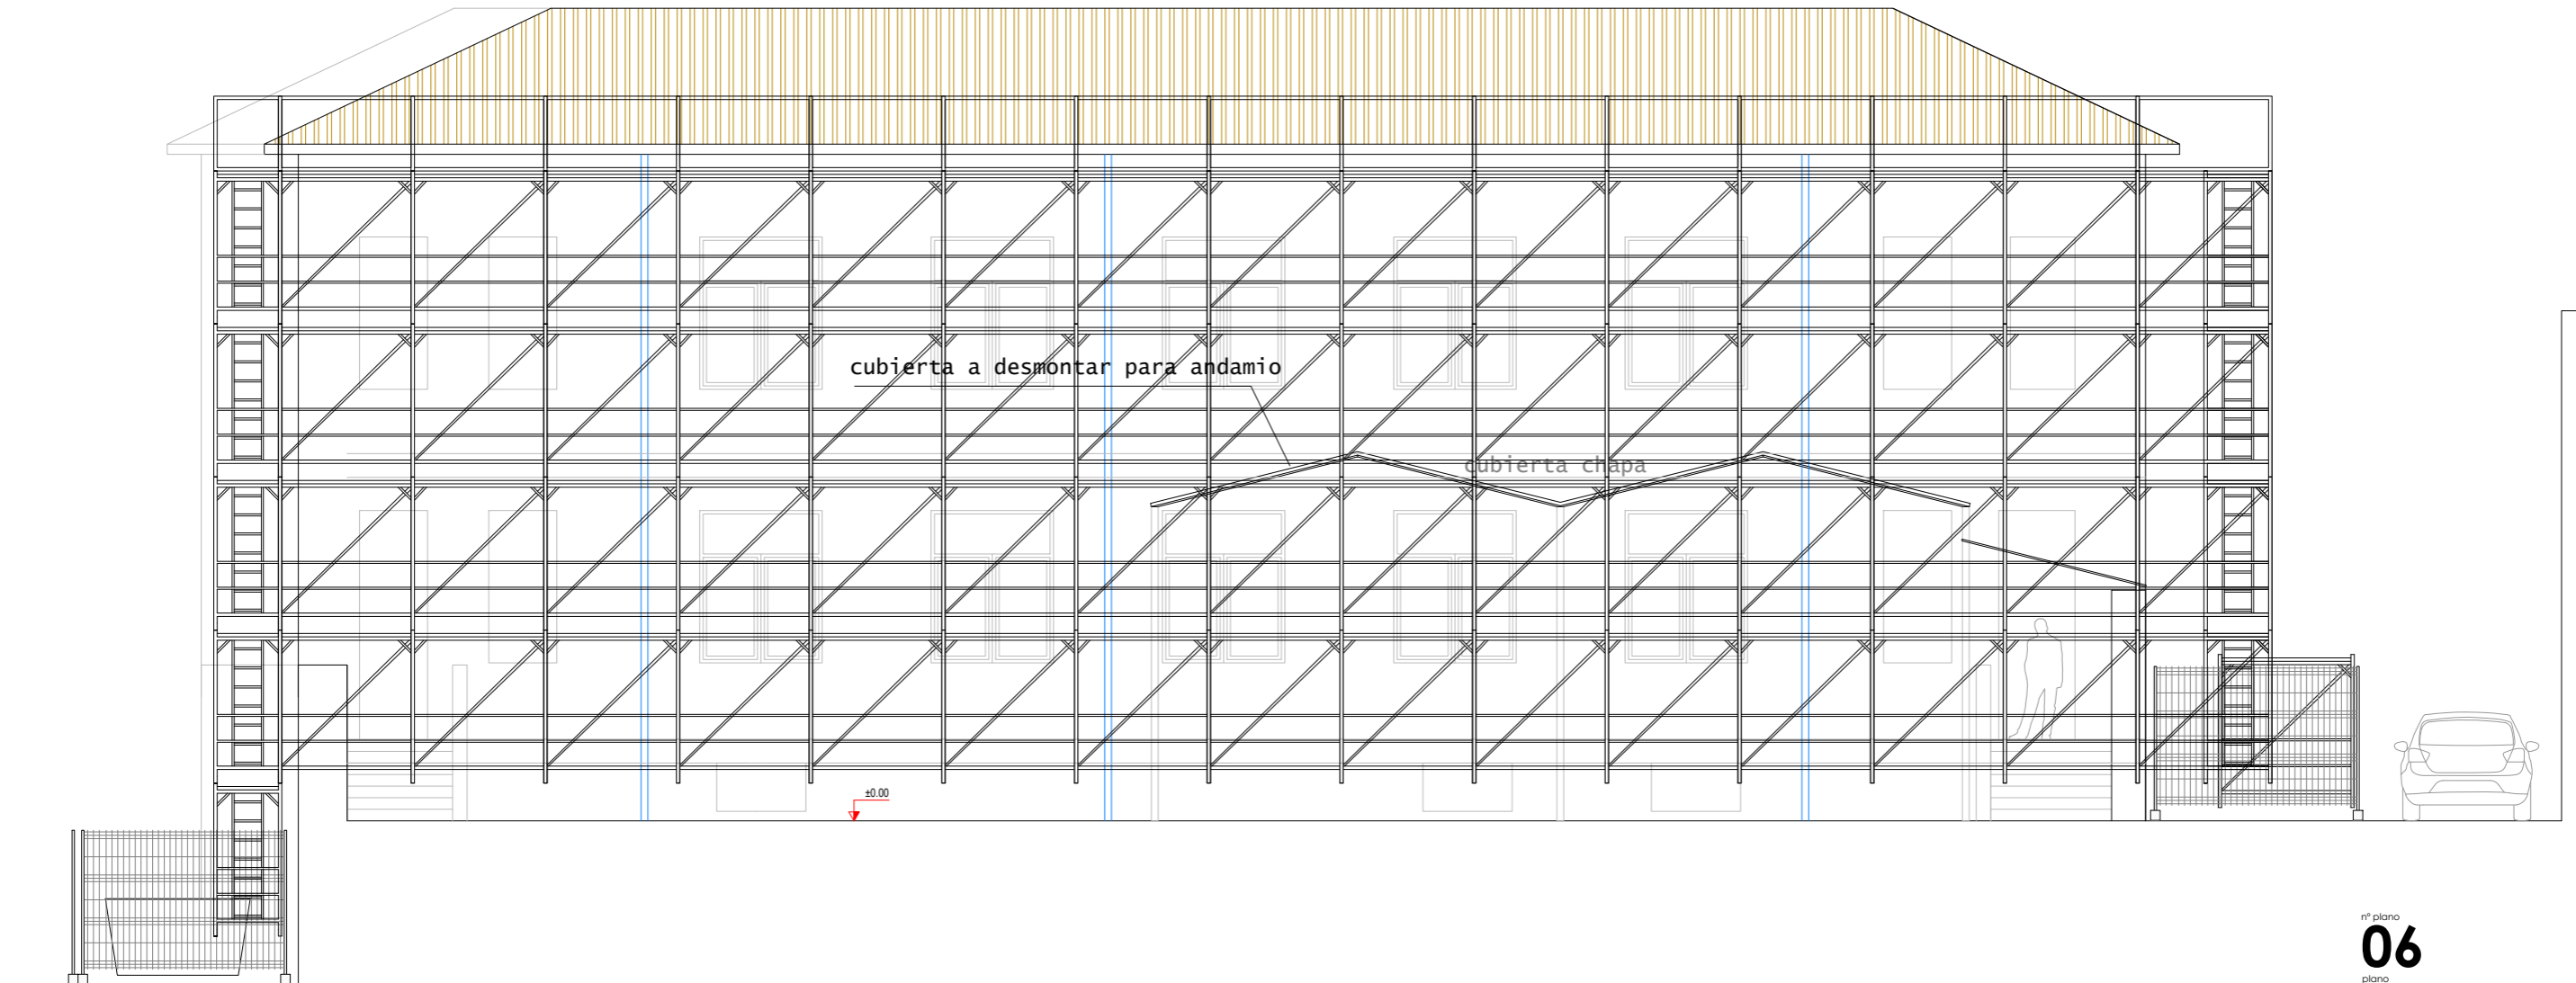 cubierta a desmontar para andamio
cubierta chapa
±0.00
nº plano
06
plano